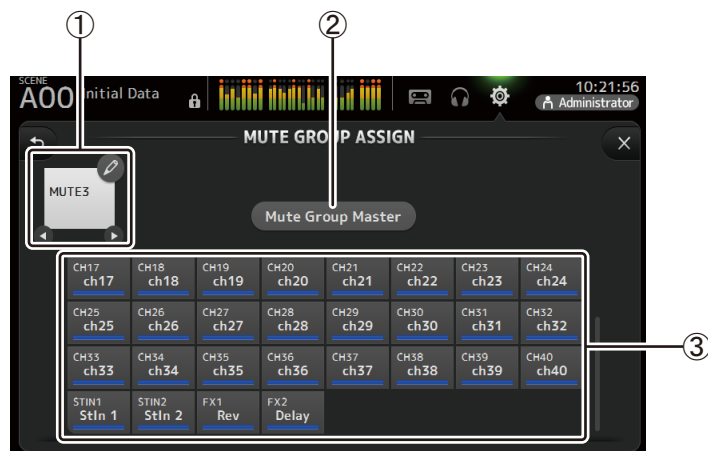 ① ②
SCENE
A00 Initial Data 10:21:56
Administrator
MUTE GROUP ASSIGN
MUTE3
Mute Group Master
CH17 CH18 CH19 CH20 CH21 CH22 CH23 CH24
ch17 ch18 ch19 ch20 ch21 ch22 ch23 ch24
CH25 CH26 CH27 CH28 CH29 CH30 CH31 CH32
ch25 ch26 ch27 ch28 ch29 ch30 ch31 ch32
③
CH33 CH34 CH35 CH36 CH37 CH38 CH39 CH40
ch33 ch34 ch35 ch36 ch37 ch38 ch39 ch40
STIN1 STIN2 FX1 FX2
StIn 1 StIn 2 Rev Delay